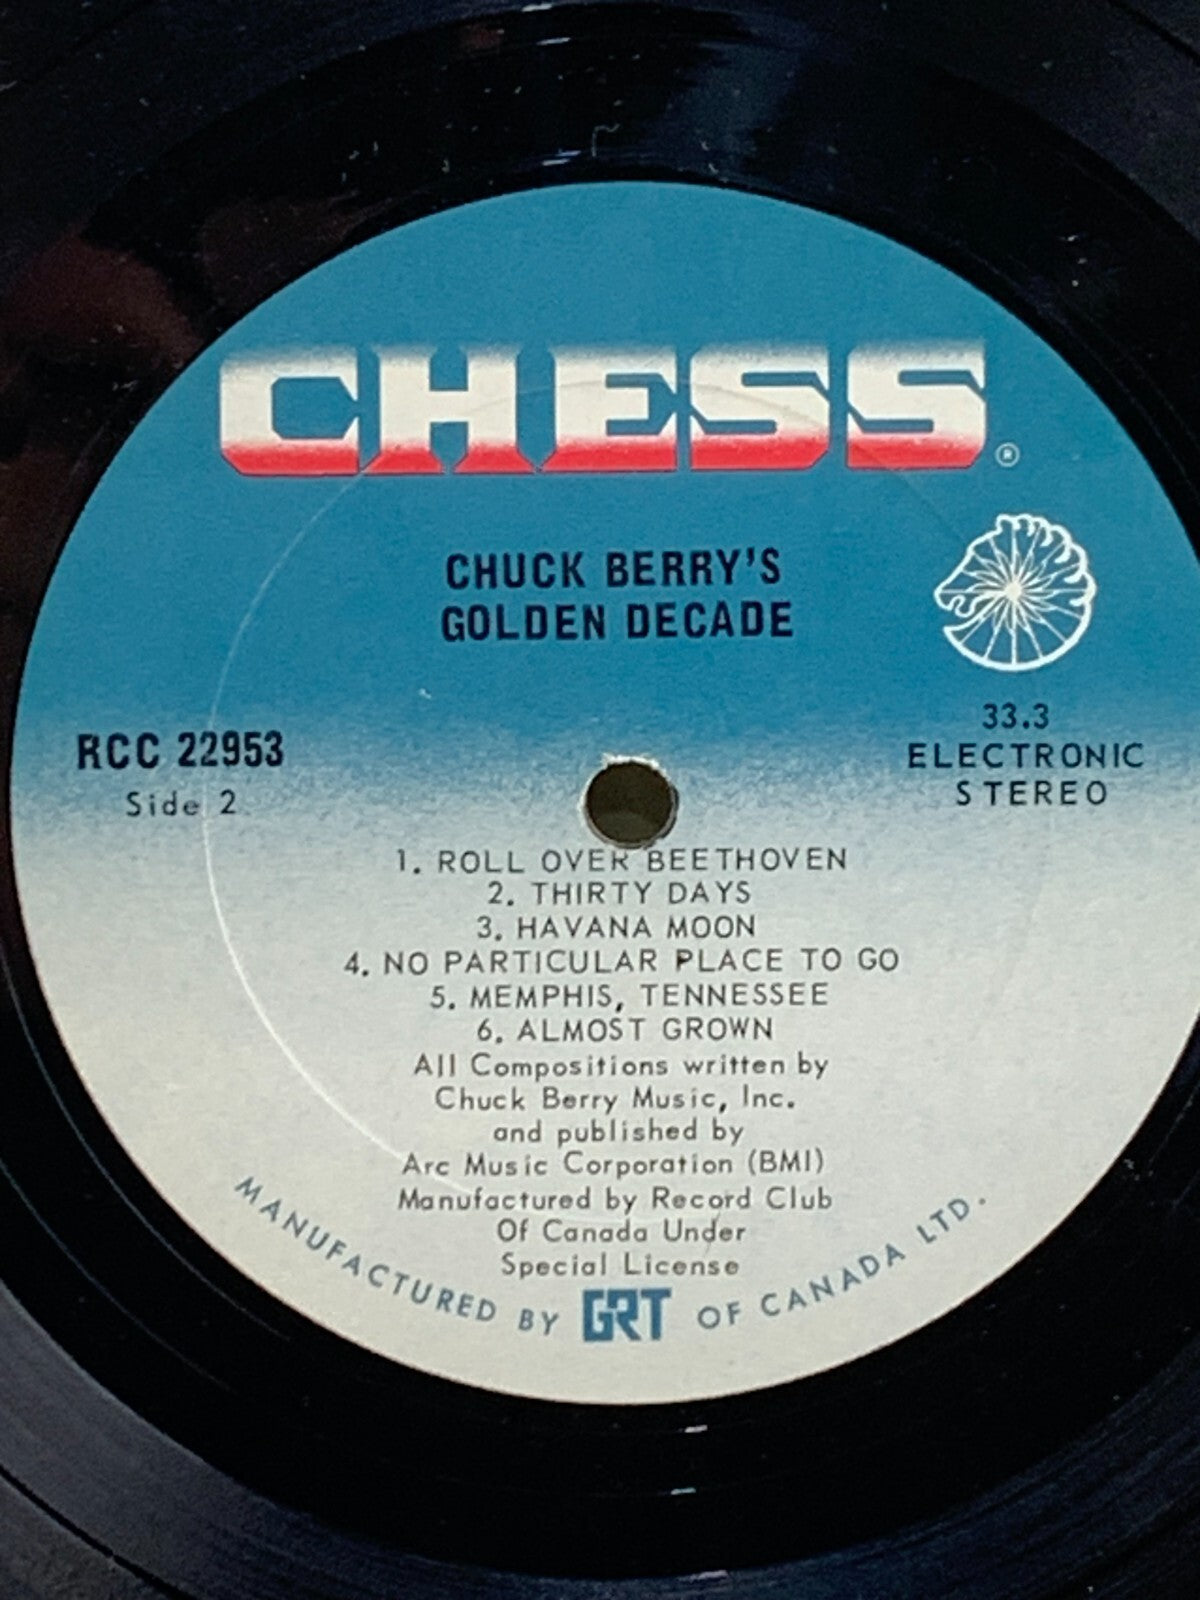 CHESS ®
CHUCK BERRY'S
GOLDEN DECADE
RCC 22953
Side 2
33.3
ELECTRONIC
STEREO
1. ROLL OVER BEETHOVEN
2. THIRTY DAYS
3. HAVANA MOON
4. NO PARTICULAR PLACE TO GO
5. MEMPHIS, TENNESSEE
6. ALMOST GROWN
All Compositions written by
Chuck Berry Music, Inc.
and published by
Arc Music Corporation (BMI)
Manufactured by Record Club
Of Canada Under
Special License
MANUFACTURED BY GRT OF CANADA LTD.